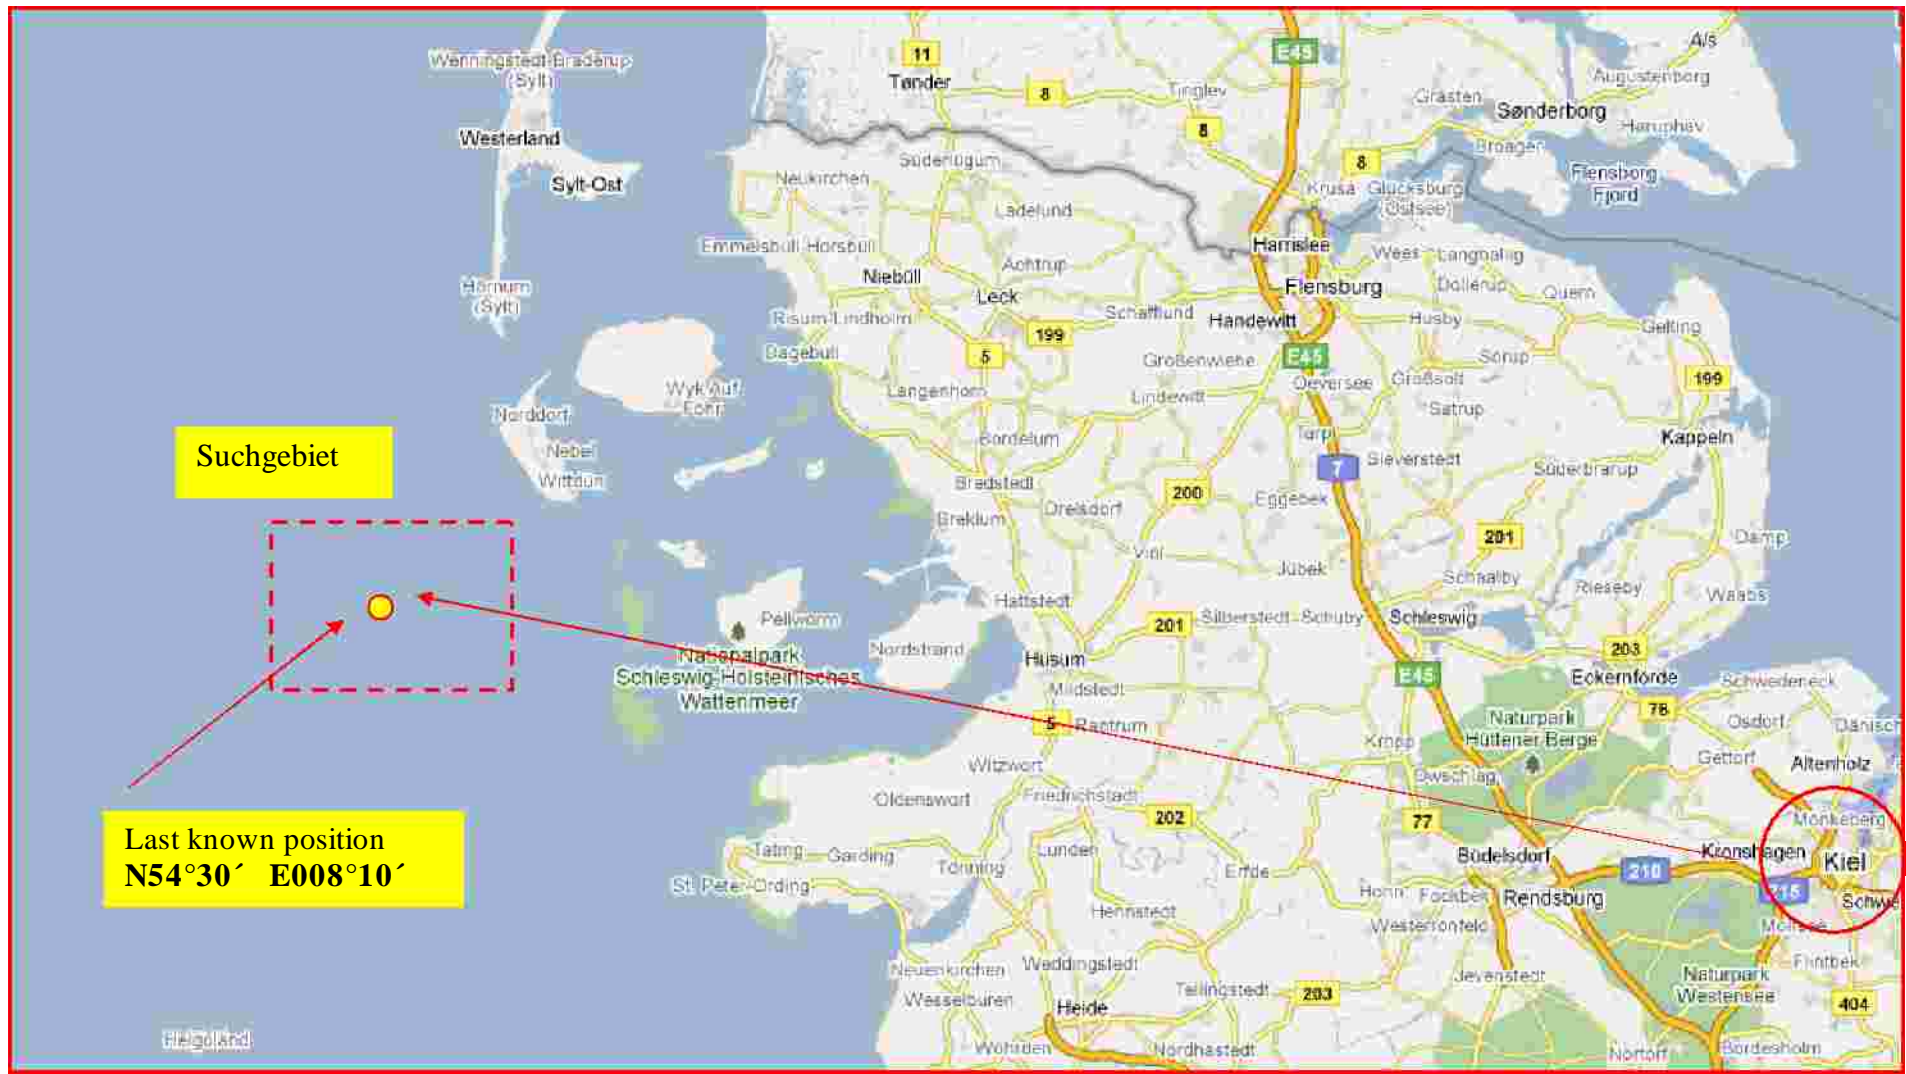 Als
11
E45
Wenningstedt-Braderup
(Sylt)
Tønder
8
Tinglev
Augustenborg
Gråsten
Sønderborg
Høruphav
Westerland
8
Broager
Süderlügum
8
Flensborg
Fjord
Sylt-Ost
Neukirchen
Krusa
Glücksburg
(Ostsee)
Ladelund
Emmelsbüll-Horsbüll
Harrislee
Wees
Langballig
Achtrup
Niebüll
Hörnum
(Sylt)
Leck
Flensburg
Dollerup
Quern
Risum-Lindholm
Schafflund
Handewitt
Husby
Gelting
199
Dagebüll
5
Großenwiehe
E45
Sörup
Wyk Auf
Föhr
Langenhorn
Lindewitt
Oeversee
Großsolt
199
Norddorf
Satrup
Nebel
Bordelum
Tarp
Kappeln
Suchgebiet
Wittdün
Bredstedt
200
7
Sieverstedt
Süderbrarup
Eggebek
Breklum
Drelsdorf
201
Damp
Viöl
Jübek
Schaalby
Rieseby
Waabs
Hattstedt
Pellworm
201
Silberstedt
Schuby
Schleswig
Nordstrand
Husum
203
Nationalpark
Schleswig-Holsteinisches
Wattenmeer
Mildstedt
E45
Eckernförde
Schwedeneck
5
Rantrum
78
Naturpark
Hüttener Berge
Osdorf
Dänisch
Kropp
Witzwort
Owschlag
Gettorf
Altenholz
Oldenswort
Friedrichstadt
202
77
Mönkeberg
Last known position
N54°30´ E008°10´
Tating
Garding
Tönning
Lunden
Erfde
Büdelsdorf
210
Kronshagen
Kiel
St. Peter-Ording
Hohn
Fockbek
Rendsburg
215
Schwe
Hennstedt
Westerrönfeld
Molfsee
Neuenkirchen
Weddingstedt
Jevenstedt
Flintbek
Wesselburen
Tellingstedt
203
Naturpark
Westensee
404
Heide
Helgoland
Wöhrden
Nordhastedt
Nortorf
Bordesholm